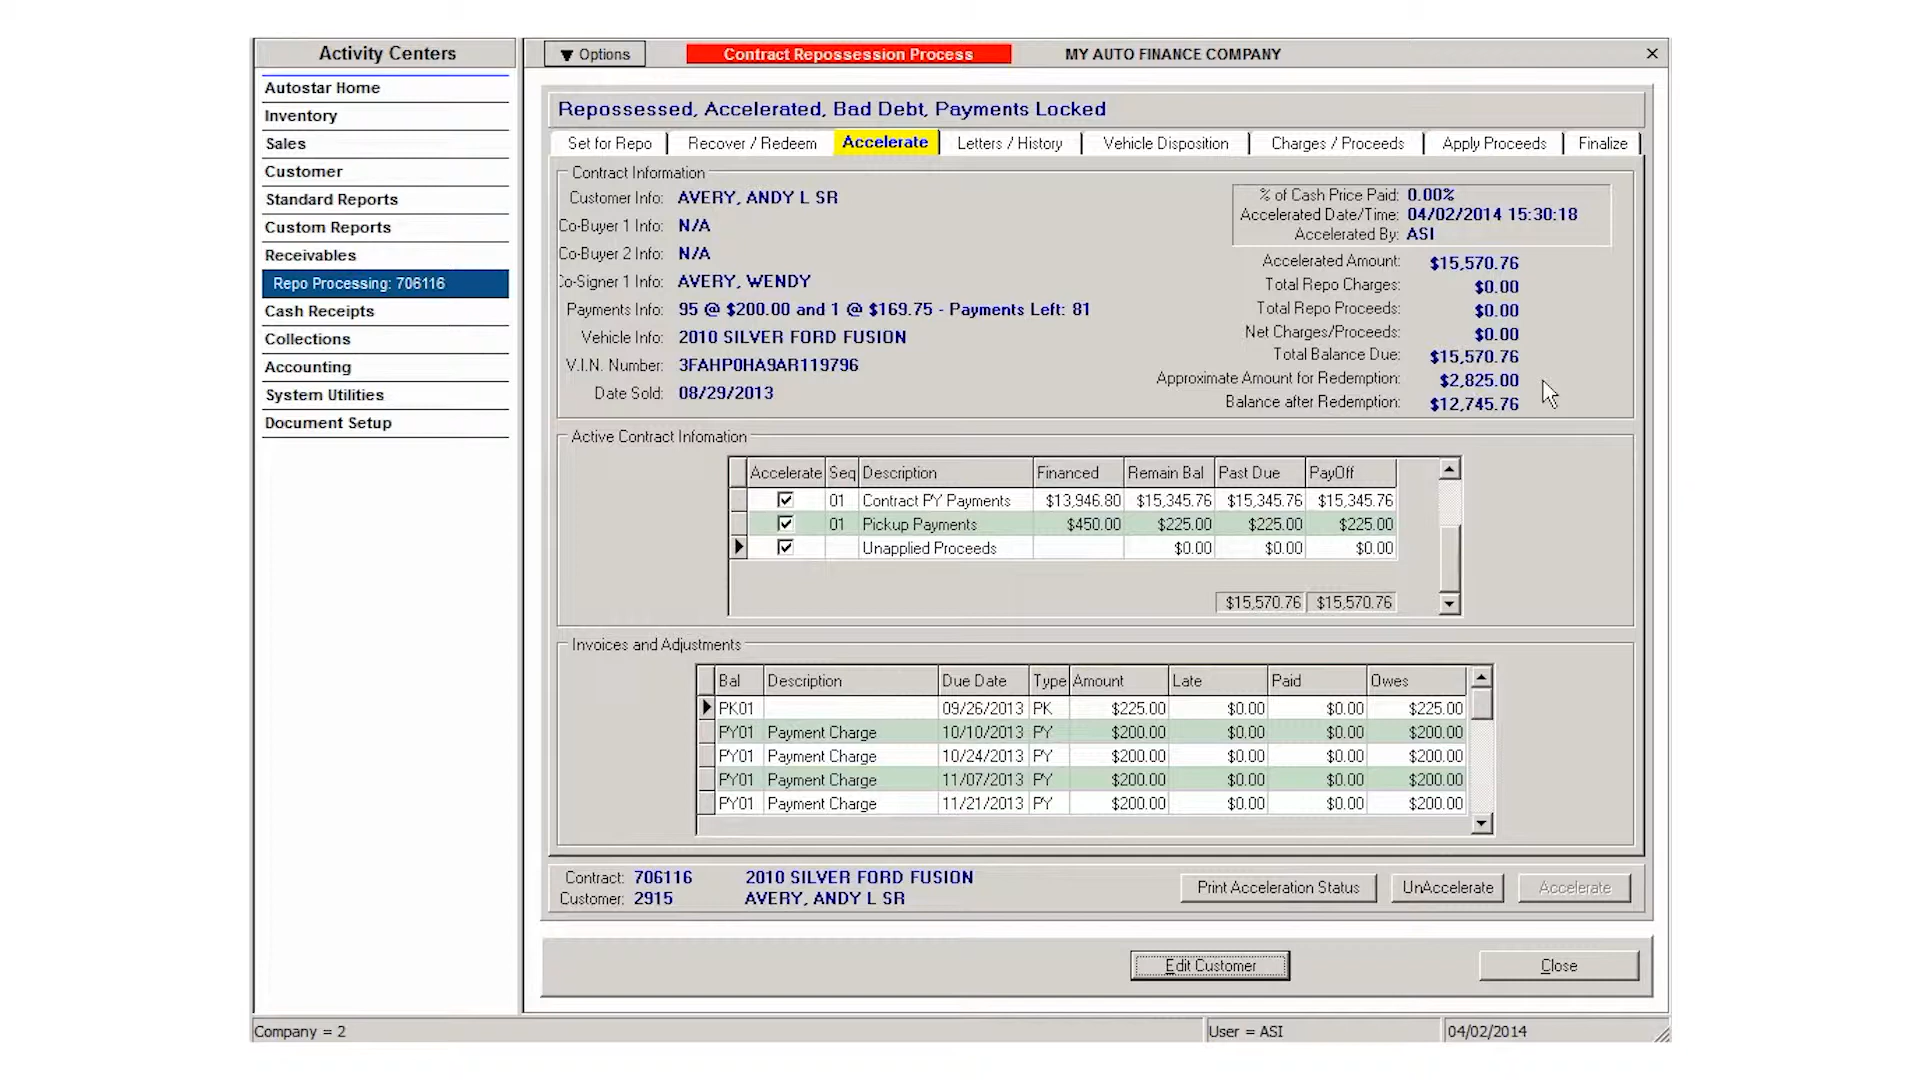 Activity Centers
Autostar Home
Inventory
Sales
Customer
Standard Reports
Custom Reports
Receivables
Repo Processing: 706116
Cash Receipts
Collections
Accounting
System Utilities
Document Setup
▼ Options Contract Repossession Process MY AUTO FINANCE COMPANY
Repossessed, Accelerated, Bad Debt, Payments Locked
Set for Repo Recover / Redeem Accelerate Letters / History Vehicle Disposition Charges / Proceeds Apply Proceeds Finalize
Contract Information
Customer Info: AVERY, ANDY L SR
Co-Buyer 1 Info: N/A
Co-Buyer 2 Info: N/A
Co-Signer 1 Info: AVERY, WENDY
Payments Info: 95 @ $200.00 and 1 @ $169.75 - Payments Left: 81
Vehicle Info: 2010 SILVER FORD FUSION
V.I.N. Number: 3FAHP0HA9AR119796
Date Sold: 08/29/2013
% of Cash Price Paid: 0.00%
Accelerated Date/Time: 04/02/2014 15:30:18
Accelerated By: ASI
Accelerated Amount: $15,570.76
Total Repo Charges: $0.00
Total Repo Proceeds: $0.00
Net Charges/Proceeds: $0.00
Total Balance Due: $15,570.76
Approximate Amount for Redemption: $2,825.00
Balance after Redemption: $12,745.76
Active Contract Infomation
Accelerate Seq Description Financed Remain Bal Past Due PayOff
01 Contract PY Payments $13,946.80 $15,345.76 $15,345.76 $15,345.76
01 Pickup Payments $450.00 $225.00 $225.00 $225.00
Unapplied Proceeds $0.00 $0.00 $0.00
$15,570.76 $15,570.76
Invoices and Adjustments
Bal Description Due Date Type Amount Late Paid Owes
PK01 09/26/2013 PK $225.00 $0.00 $0.00 $225.00
PY01 Payment Charge 10/10/2013 PY $200.00 $0.00 $0.00 $200.00
PY01 Payment Charge 10/24/2013 PY $200.00 $0.00 $0.00 $200.00
PY01 Payment Charge 11/07/2013 PY $200.00 $0.00 $0.00 $200.00
PY01 Payment Charge 11/21/2013 PY $200.00 $0.00 $0.00 $200.00
Contract: 706116 2010 SILVER FORD FUSION
Customer: 2915 AVERY, ANDY L SR
Print Acceleration Status UnAccelerate Accelerate
Edit Customer Close
Company = 2 User = ASI 04/02/2014